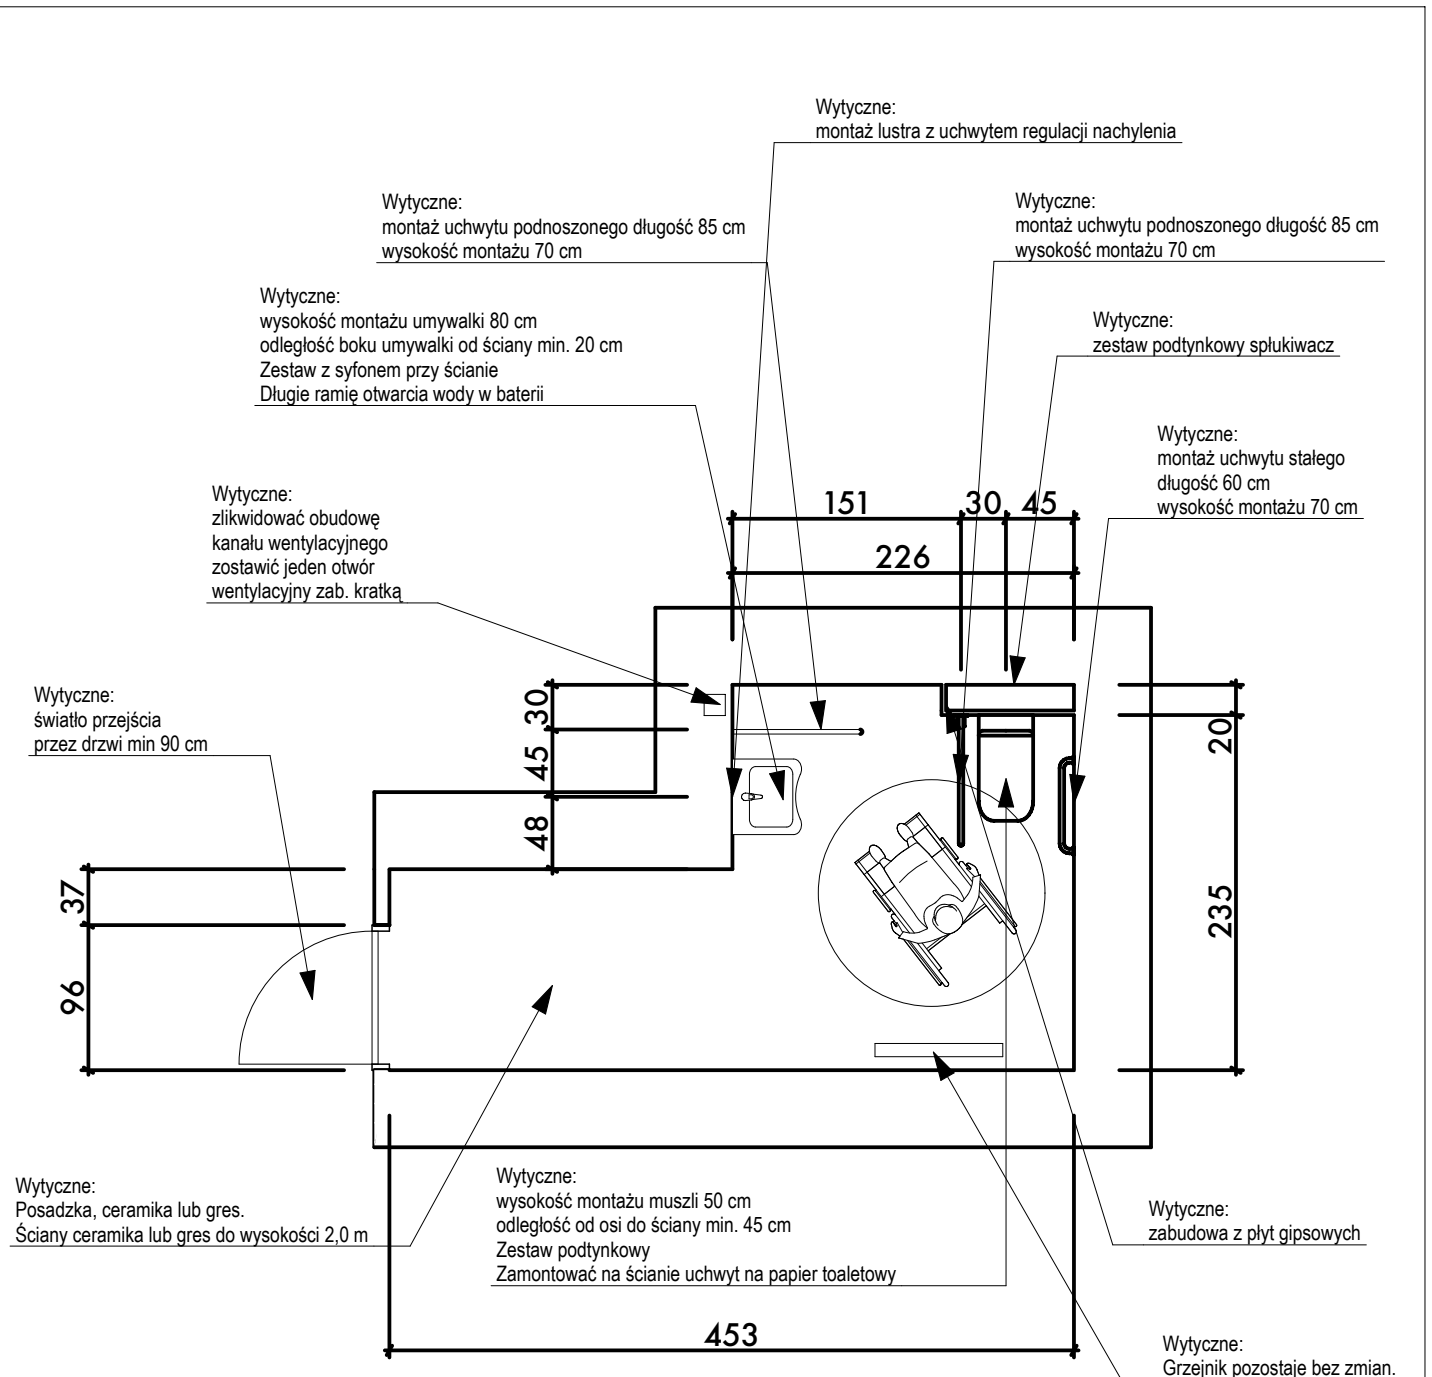 Wytyczne:
montaż lustra z uchwytem regulacji nachylenia
Wytyczne:
montaż uchwytu podnoszonego długość 85 cm
wysokość montażu 70 cm
Wytyczne:
montaż uchwytu podnoszonego długość 85 cm
wysokość montażu 70 cm
Wytyczne:
wysokość montażu umywalki 80 cm
odległość boku umywalki od ściany min. 20 cm
Zestaw z syfonem przy ścianie
Długie ramię otwarcia wody w baterii
Wytyczne:
zestaw podtynkowy spłukiwacz
Wytyczne:
montaż uchwytu stałego
długość 60 cm
wysokość montażu 70 cm
Wytyczne:
zlikwidować obudowę
kanału wentylacyjnego
zostawić jeden otwór
wentylacyjny zab. kratką
151
30
45
226
Wytyczne:
światło przejścia
przez drzwi min 90 cm
30
45
48
20
235
37
96
Wytyczne:
Posadzka, ceramika lub gres.
Ściany ceramika lub gres do wysokości 2,0 m
Wytyczne:
wysokość montażu muszli 50 cm
odległość od osi do ściany min. 45 cm
Zestaw podtynkowy
Zamontować na ścianie uchwyt na papier toaletowy
Wytyczne:
zabudowa z płyt gipsowych
453
Wytyczne:
Grzejnik pozostaje bez zmian.